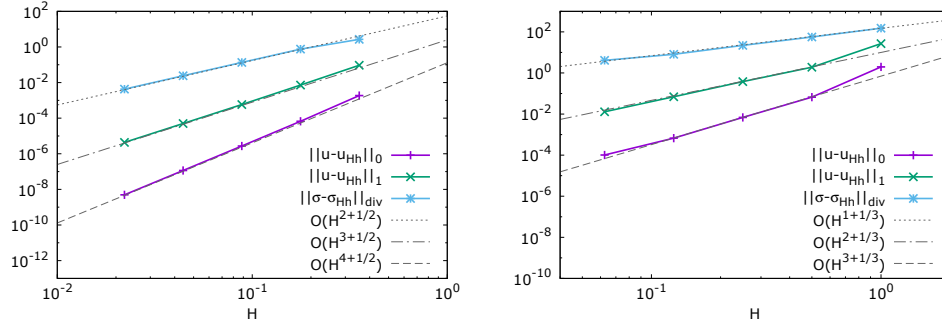 10^2
10^0
10^-2
10^-4
10^-6
10^-8
10^-10
10^-12
10^-2
10^-1
10^0
H
||u-u_Hh||_0
||u-u_Hh||_1
||σ-σ_Hh||_div
O(H^2+1/2)
O(H^3+1/2)
O(H^4+1/2)
10^2
10^0
10^-2
10^-4
10^-6
10^-8
10^-10
10^-1
10^0
H
||u-u_Hh||_0
||u-u_Hh||_1
||σ-σ_Hh||_div
O(H^1+1/3)
O(H^2+1/3)
O(H^3+1/3)